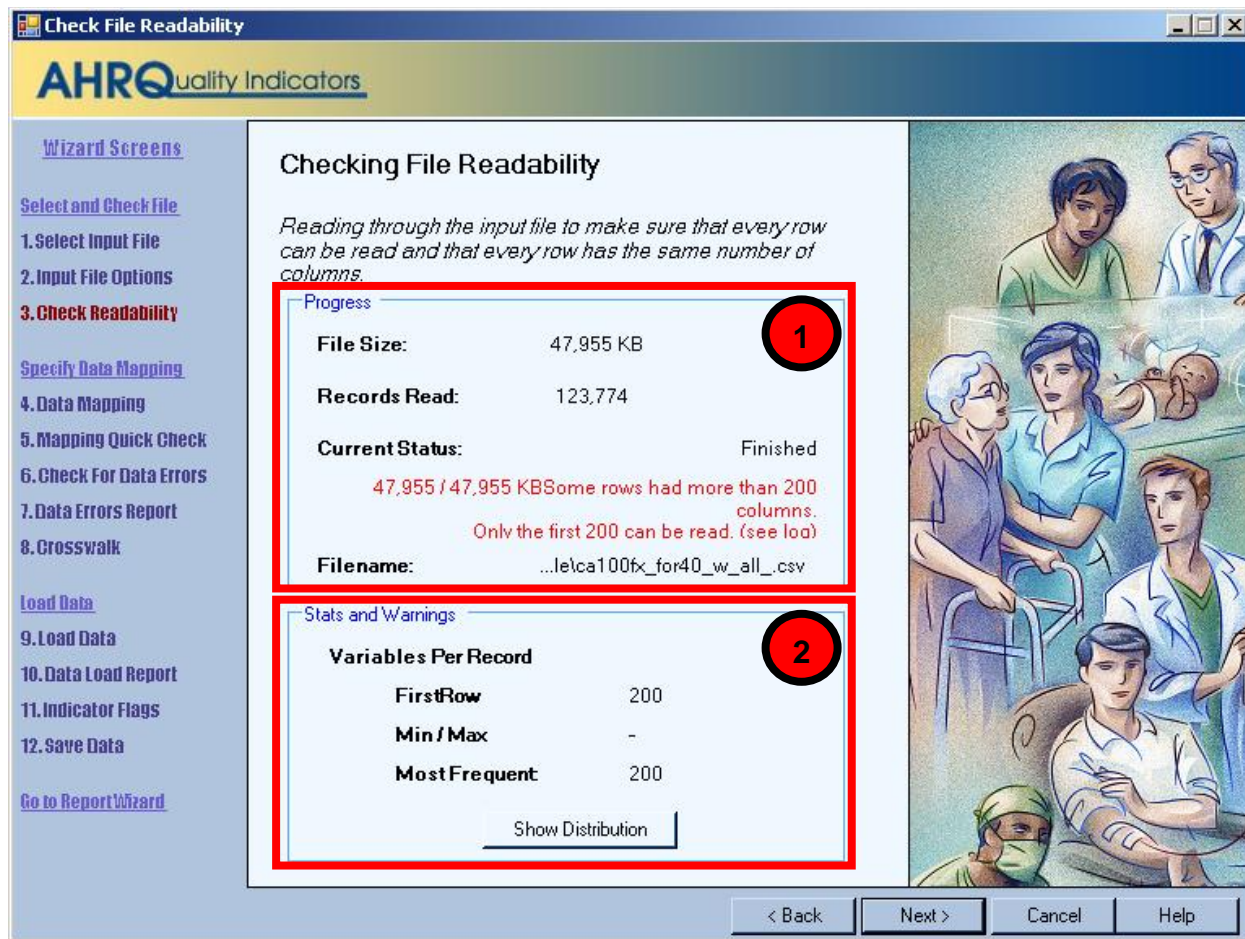 Check File Readability
AHRQuality Indicators
Wizard Screens
Select and Check File
1. Select Input File
2. Input File Options
3. Check Readability
Specify Data Mapping
4. Data Mapping
5. Mapping Quick Check
6. Check For Data Errors
7. Data Errors Report
8. Crosswalk
Load Data
9. Load Data
10. Data Load Report
11. Indicator Flags
12. Save Data
Go to Report Wizard
Checking File Readability
Reading through the input file to make sure that every row
can be read and that every row has the same number of
columns.
Progress
1
File Size: 47,955 KB
Records Read: 123,774
Current Status: Finished
47,955 / 47,955 KBSome rows had more than 200
columns.
Only the first 200 can be read. (see log)
Filename: ...le\ca100fx_for40_w_all_.csv
Stats and Warnings
2
Variables Per Record
First Row 200
Min / Max -
Most Frequent 200
Show Distribution
< Back Next > Cancel Help